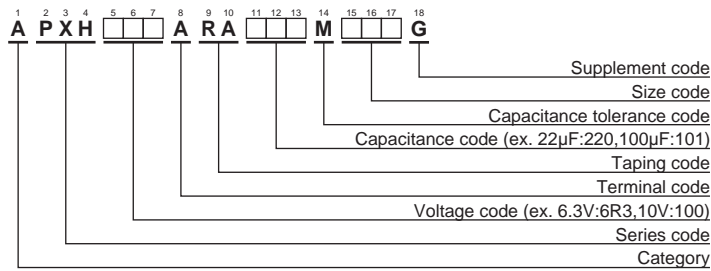 1 2 3 4 5 6 7 8 9 10 11 12 13 14 15 16 17 18
A P X H A R A M G
Supplement code
Size code
Capacitance tolerance code
Capacitance code (ex. 22µF:220,100µF:101)
Taping code
Terminal code
Voltage code (ex. 6.3V:6R3,10V:100)
Series code
Category